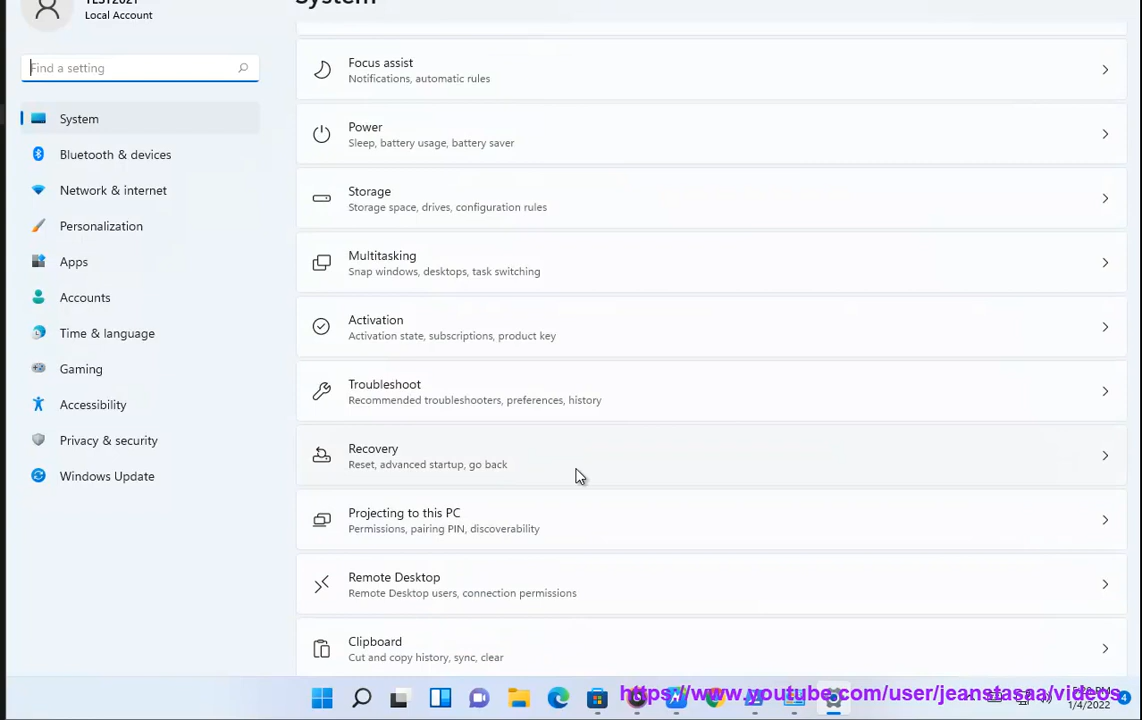 Local Account
System
Find a setting
System
Bluetooth & devices
Network & internet
Personalization
Apps
Accounts
Time & language
Gaming
Accessibility
Privacy & security
Windows Update
Focus assist
Notifications, automatic rules
Power
Sleep, battery usage, battery saver
Storage
Storage space, drives, configuration rules
Multitasking
Snap windows, desktops, task switching
Activation
Activation state, subscriptions, product key
Troubleshoot
Recommended troubleshooters, preferences, history
Recovery
Reset, advanced startup, go back
Projecting to this PC
Permissions, pairing PIN, discoverability
Remote Desktop
Remote Desktop users, connection permissions
Clipboard
Cut and copy history, sync, clear
https://www.youtube.com/user/jeanstasaa/videos
PM
1/4/2022
4